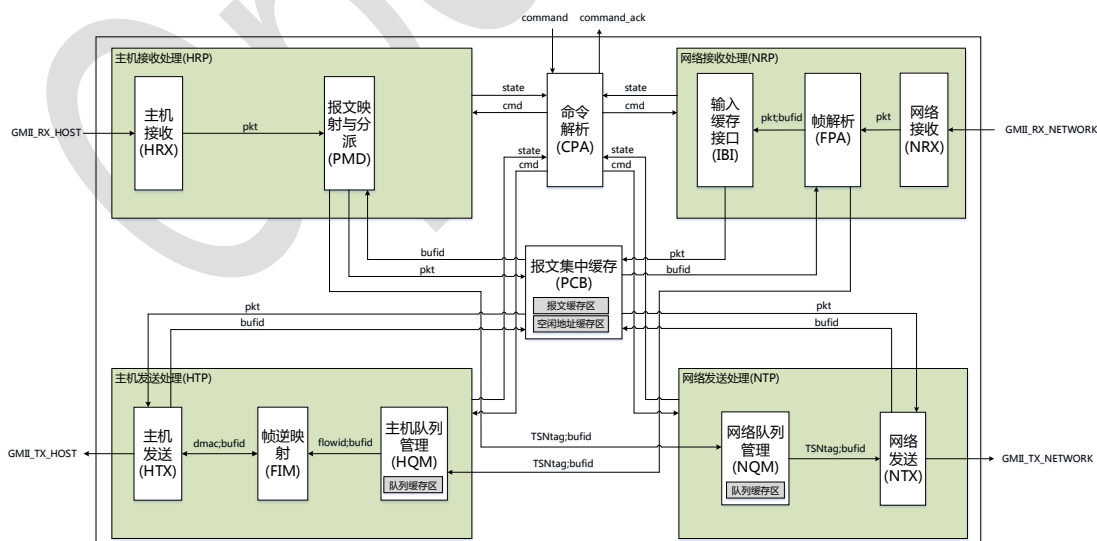 command
command_ack
主机接收处理(HRP)
网络接收处理(NRP)
主机
接收
(HRX)
报文映
射与分
派
(PMD)
命令
解析
(CPA)
输入
缓存
接口
(IBI)
帧解析
(FPA)
网络
接收
(NRX)
GMII_RX_HOST
pkt
state
cmd
state
cmd
pkt;bufid
pkt
GMII_RX_NETWORK
state
cmd
state
cmd
bufid
pkt
报文集中缓存
(PCB)
报文缓存区
空闲地址缓存区
pkt
bufid
pkt
bufid
pkt
bufid
主机发送处理(HTP)
网络发送处理(NTP)
主机
发送
(HTX)
帧逆映
射
(FIM)
主机队列
管理
(HQM)
队列缓存区
网络队列
管理
(NQM)
队列缓存区
网络
发送
(NTX)
GMII_TX_HOST
dmac;bufid
flowid;bufid
TSNtag;bufid
TSNtag;bufid
TSNtag;bufid
GMII_TX_NETWORK